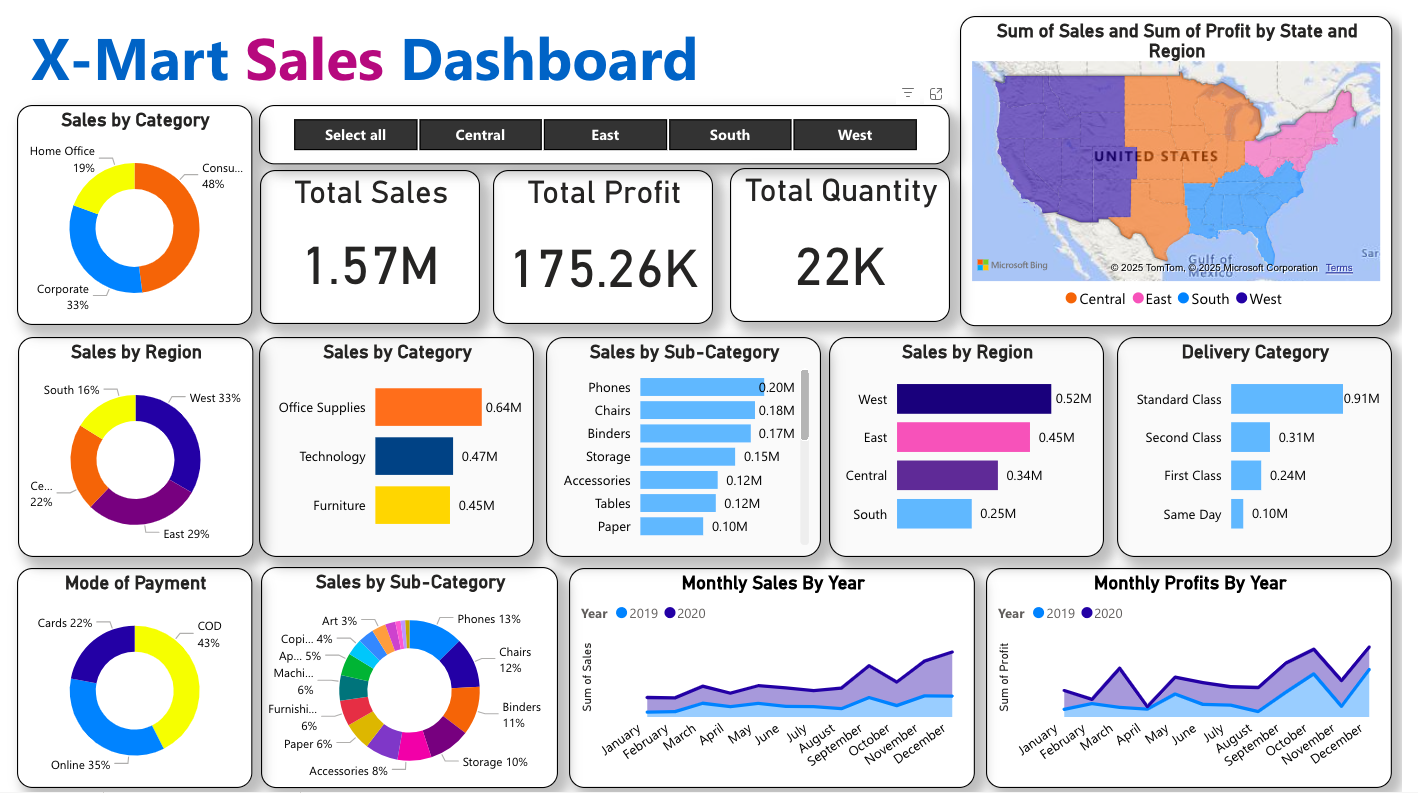 X-Mart Sales Dashboard
Sum of Sales and Sum of Profit by State and
Region
UNITED STATES
Gulf of
Mexico
Sar
Microsoft Bing
© 2025 TomTom, © 2025 Microsoft Corporation Terms
Central East South West
Sales by Category
Home Office
19%
Consu...
48%
Corporate
33%
Select all
Central
East
South
West
Total Sales
1.57M
Total Profit
175.26K
Total Quantity
22K
Sales by Region
South 16%
West 33%
Ce...
22%
East 29%
Sales by Category
Office Supplies 0.64M
Technology 0.47M
Furniture 0.45M
Sales by Sub-Category
Phones 0.20M
Chairs 0.18M
Binders 0.17M
Storage 0.15M
Accessories 0.12M
Tables 0.12M
Paper 0.10M
Sales by Region
West 0.52M
East 0.45M
Central 0.34M
South 0.25M
Delivery Category
Standard Class 0.91M
Second Class 0.31M
First Class 0.24M
Same Day 0.10M
Mode of Payment
Cards 22%
COD
43%
Online 35%
Sales by Sub-Category
Art 3%
Phones 13%
Copi... 4%
Chairs
12%
Ap... 5%
Machi...
6%
Binders
11%
Furnishi...
6%
Paper 6%
Storage 10%
Accessories 8%
Monthly Sales By Year
Year 2019 2020
Sum of Sales
January
February
March
April
May
June
July
August
September
October
November
December
Monthly Profits By Year
Year 2019 2020
Sum of Profit
January
February
March
April
May
June
July
August
September
October
November
December